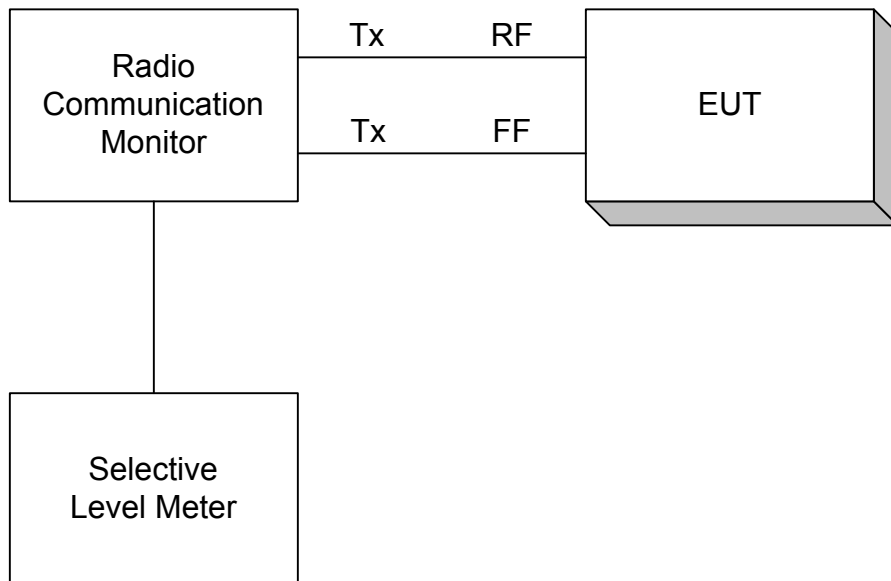 Tx RF
Radio
Communication
Monitor
EUT
Tx FF
Selective
Level Meter